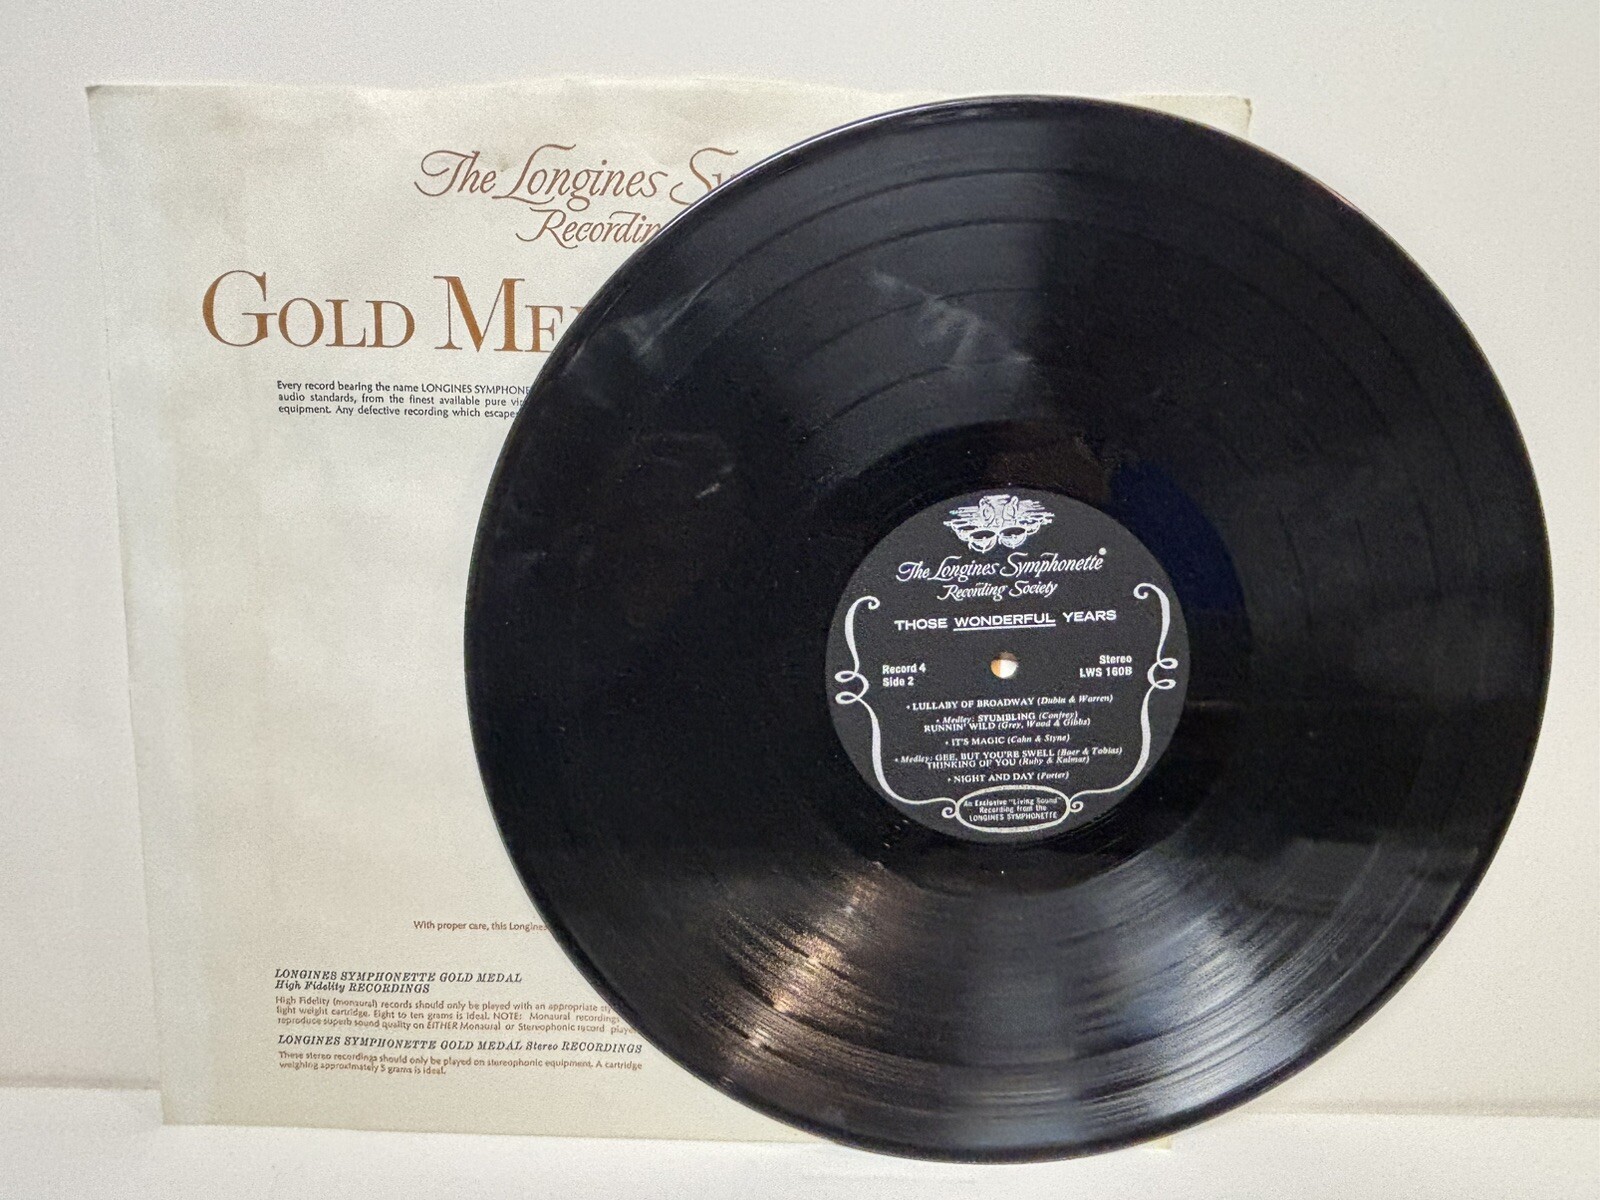 The Longines Sy
Recordin
GOLD ME
Every record bearing the name LONGINES SYMPHONE
audio standards, from the finest available pure vi
equipment. Any defective recording which escape
With proper care, this Longines
LONGINES SYMPHONETTE GOLD MEDAL
High Fidelity RECORDINGS
High Fidelity (monaural) records should only be played with an appropriate sty
light weight cartridge. Eight to ten grams is ideal. NOTE: Monaural recordings
reproduce superb sound quality on EITHER Monaural or Stereophonic record playe
LONGINES SYMPHONETTE GOLD MEDAL Stereo RECORDINGS
These stereo recordings should only be played on stereophonic equipment. A cartridge
weighing approximately 5 grams is ideal.
The Longines Symphonette®
Recording Society
THOSE WONDERFUL YEARS
Record 4
Side 2
Stereo
LWS 160B
• LULLABY OF BROADWAY (Dubin & Warren)
• Medley: STUMBLING (Confrey)
RUNNIN' WILD (Grey, Wood & Gibbs)
• IT'S MAGIC (Cahn & Styne)
• Medley: GEE, BUT YOU'RE SWELL (Baer & Tobias)
THINKING OF YOU (Ruby & Kalmar)
• NIGHT AND DAY (Porter)
An Exclusive "Living Sound"
Recording from the
LONGINES SYMPHONETTE